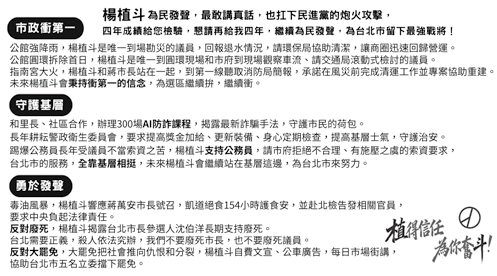 楊植斗為民發聲，最敢講真話，也扛下民進黨的炮火攻擊，
四年成績給您檢驗，懇請再給我四年，繼續為民發聲，為台北市留下最強戰將！
市政衝第一
公館強降雨，楊植斗是唯一到場勘災的議員，回報退水情況，請環保局協助清潔，讓商圈迅速回歸營運。
公館圓環拆除首日，楊植斗是唯一到圓環現場和市府到現場觀察車流、請交通局滾動式檢討的議員。
指南宮大火，楊植斗和蔣市長站在一起，到第一線聽取消防局簡報，承諾在風災前完成清運工作並專案協助重建。
未來楊植斗會秉持衝第一的信念，為選區繼續拚，繼續衝。
守護基層
和里長、社區合作，辦理300場AI防詐課程，揭露最新詐騙手法，守護市民的荷包。
長年耕耘警政衛生委員會，要求提高獎金加給、更新裝備、身心定期檢查，提高基層士氣，守護治安。
踢爆公務員長年受議員不當索資之苦，楊植斗支持公務員，請市府拒絕不合理、有施壓之虞的索資要求，
台北市的服務，全靠基層相挺，未來楊植斗會繼續站在基層這邊，為台北市來努力。
勇於發聲
毒油風暴，楊植斗響應蔣萬安市長號召，凱道絕食154小時護食安，並赴北檢告發相關官員，
要求中央負起法律責任。
反對廢死，楊植斗揭露台北市長參選人沈伯洋長期支持廢死。
台北需要正義，殺人依法究辦，我們不要廢死市長，也不要廢死議員。
反對大罷免，大罷免把社會推向仇恨和分裂，楊植斗自費文宣、公車廣告，每日市場街講，
協助台北市五名立委擋下罷免。
植得信任
為你奮斗!